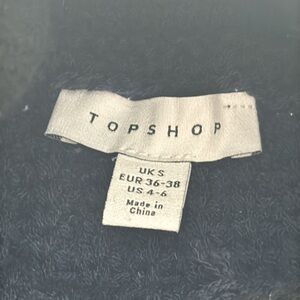 TOPSHOP
UK S
EUR 36-38
US 4-6
Made in
China